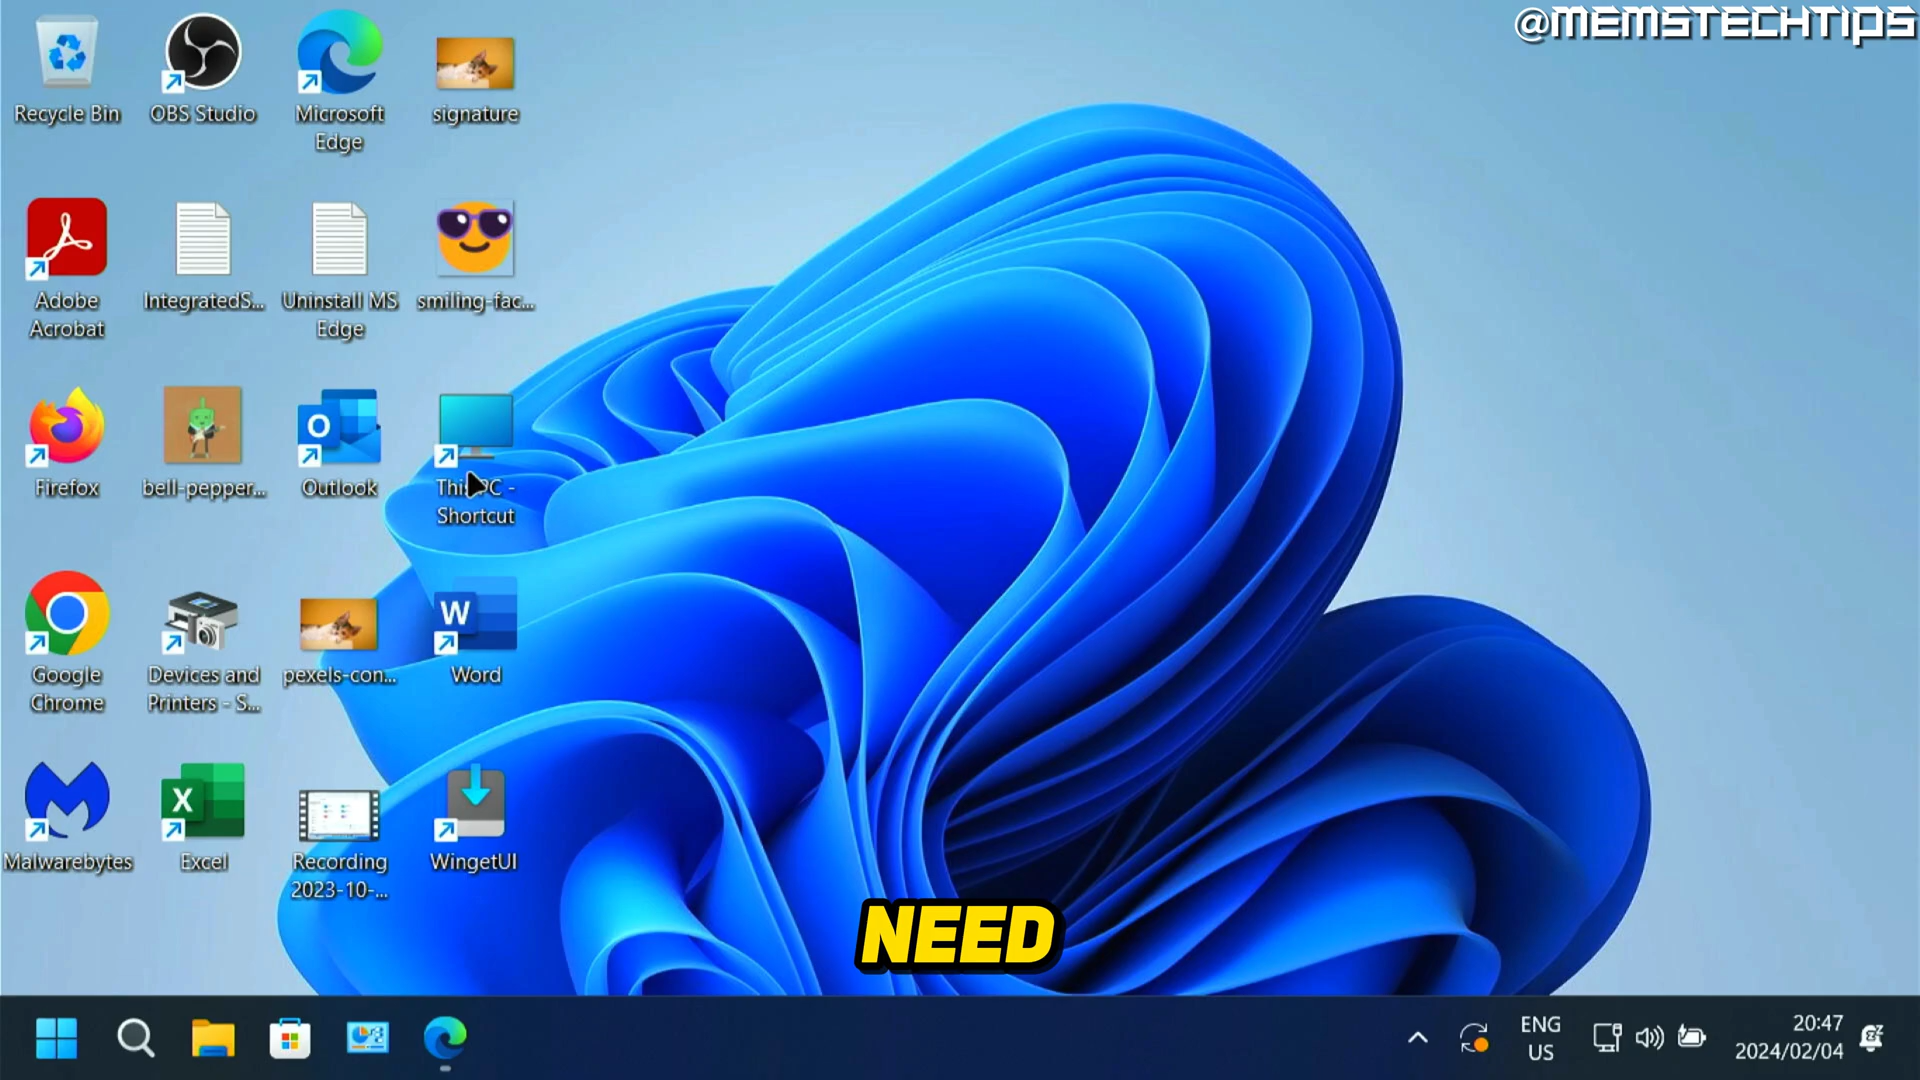 @MEMSTECHTIPS
Recycle Bin
OBS Studio
Microsoft
Edge
signature
Adobe
Acrobat
IntegratedS...
Uninstall MS
Edge
smiling-fac...
Firefox
bell-pepper...
Outlook
This PC -
Shortcut
Google
Chrome
Devices and
Printers - S...
pexels-con...
Word
Malwarebytes
Excel
Recording
2023-10-...
WingetUI
NEED
ENG
US
20:47
2024/02/04